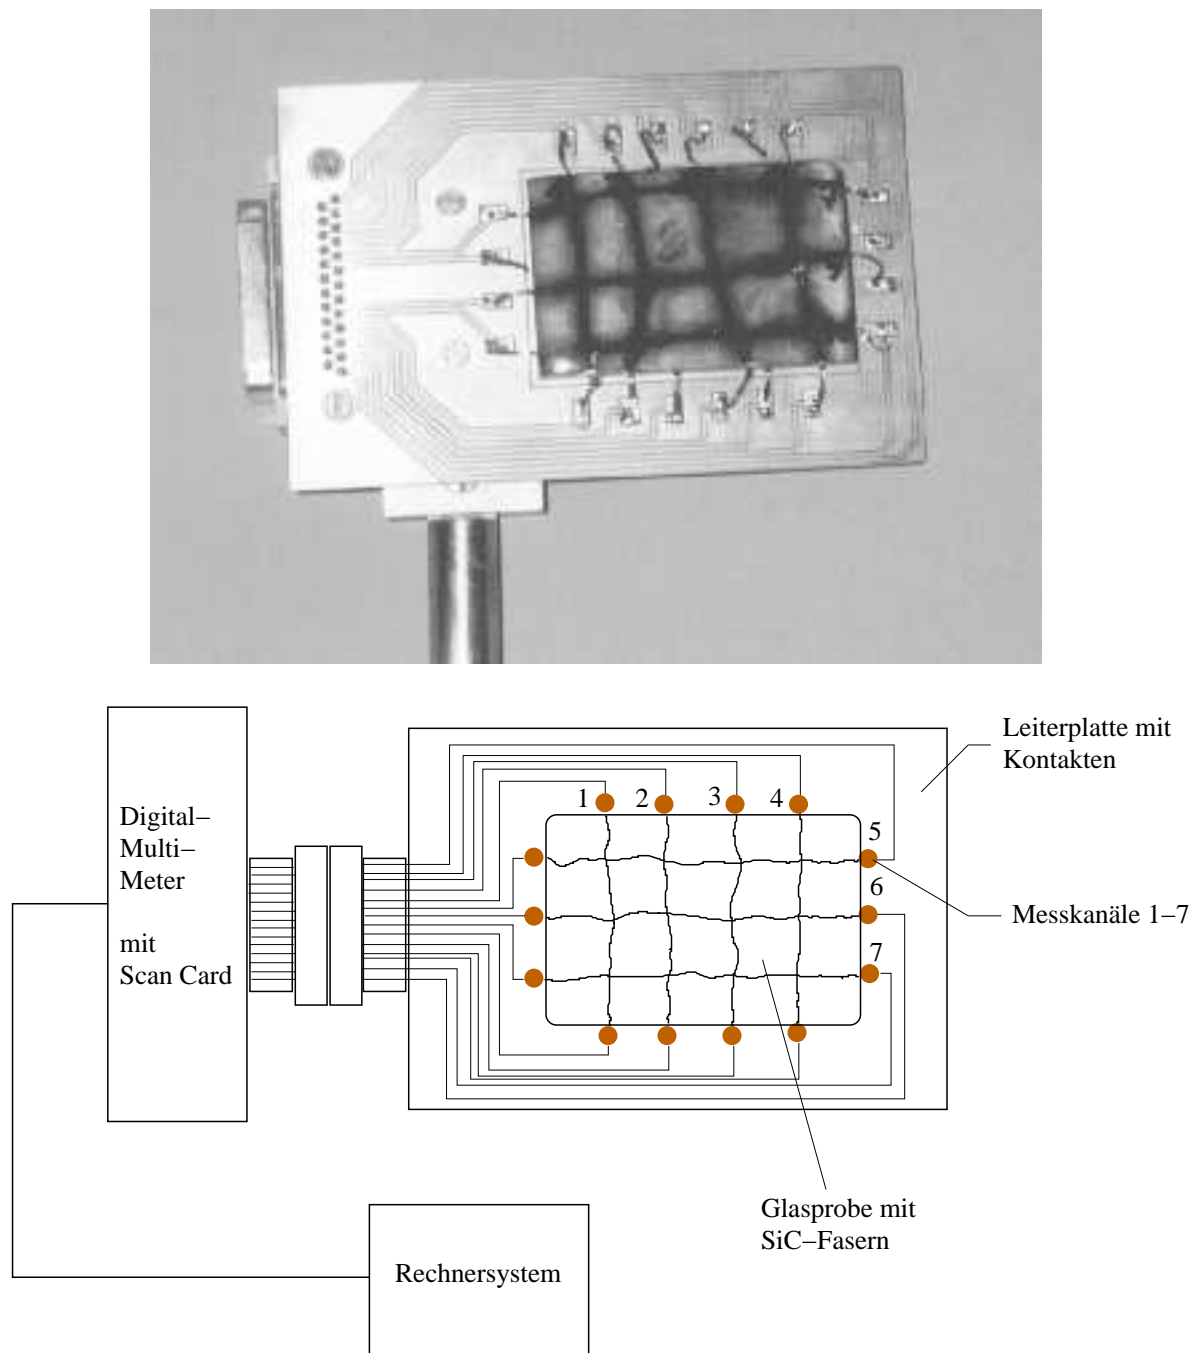 Leiterplatte mit
Kontakten
1 2 3 4
5
6
7
Digital–
Multi–
Meter
mit
Scan Card
Messkanäle 1–7
Glasprobe mit
SiC–Fasern
Rechnersystem